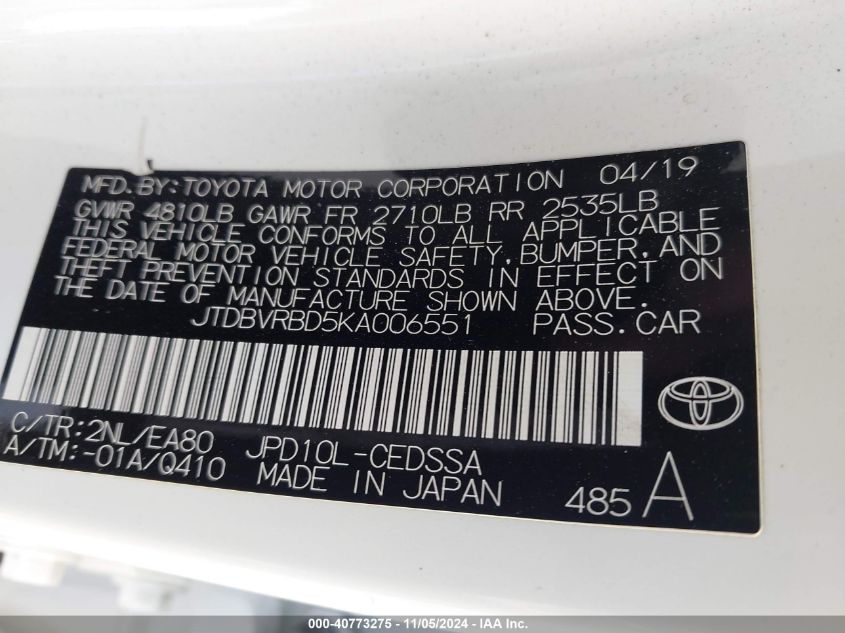 MFD. BY: TOYOTA MOTOR CORPORATION 04/19
GVWR 4810LB GAWR FR 2710LB RR 2535LB
THIS VEHICLE CONFORMS TO ALL APPLICABLE
FEDERAL MOTOR VEHICLE SAFETY, BUMPER, AND
THEFT PREVENTION STANDARDS IN EFFECT ON
THE DATE OF MANUFACTURE SHOWN ABOVE.
JTDBVRBD5KA006551 PASS. CAR
C/TR: 2NL/EA80 JPD10L-CEDSSA
A/TM: -01A/Q410 MADE IN JAPAN 485 A
000-40773275 - 11/05/2024 - IAA Inc.